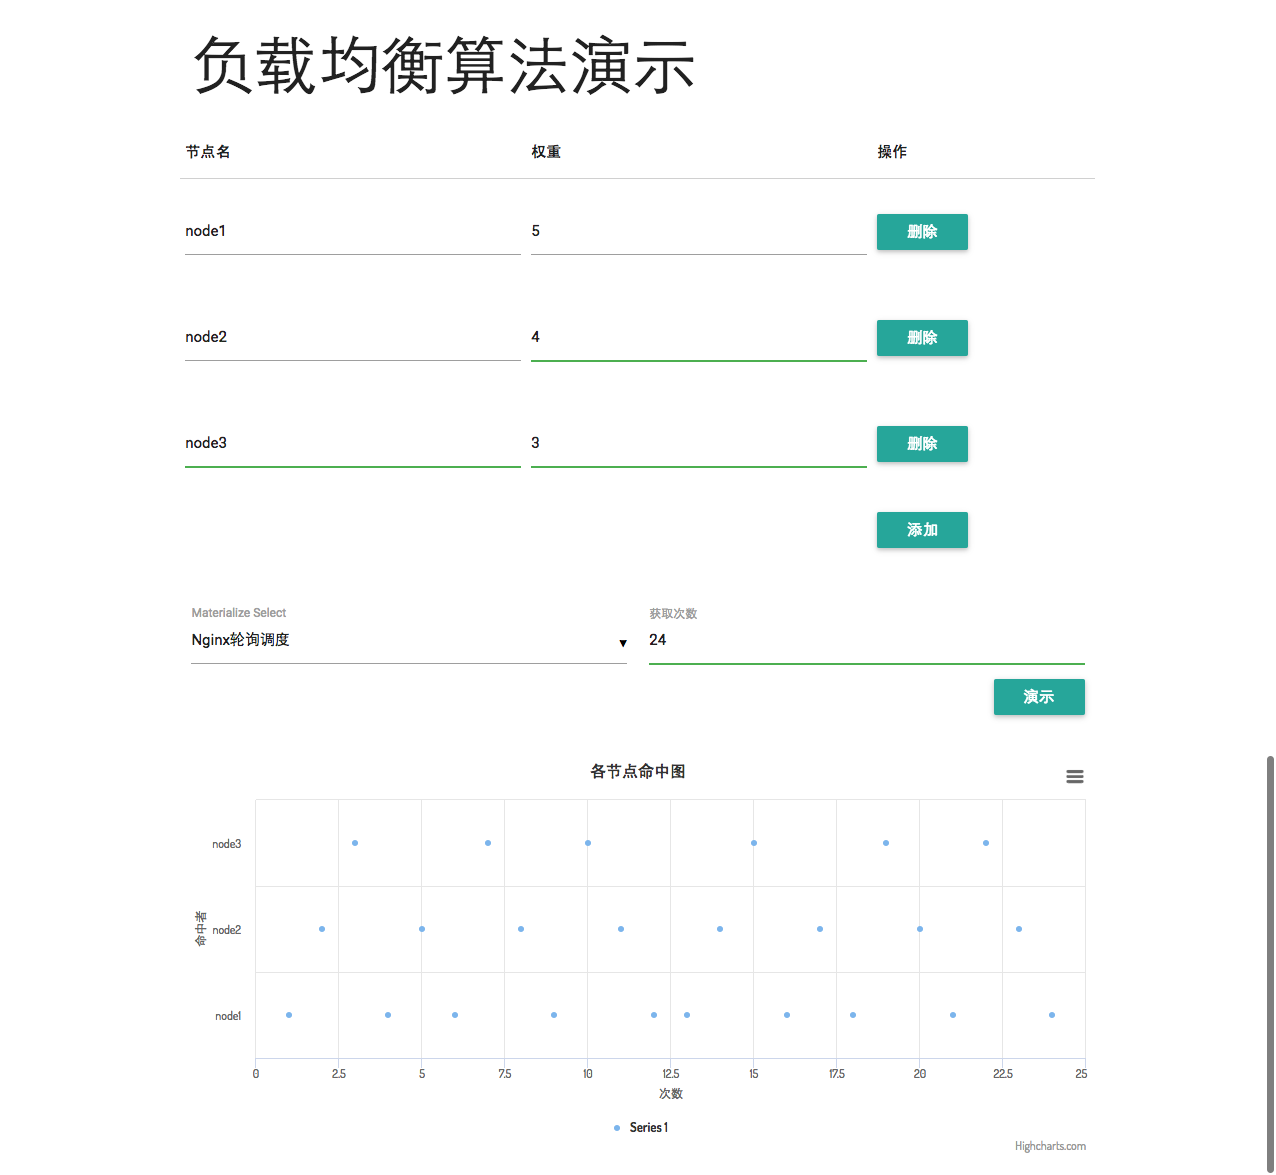 负载均衡算法演示
节点名 权重 操作
node1 5 删除
node2 4 删除
node3 3 删除
添加
Materialize Select 获取次数
Nginx轮询调度 ▼ 24
演示
各节点命中图
node3
命中者
node2
node1
0 2.5 5 7.5 10 12.5 15 17.5 20 22.5 25
次数
Series 1
Highcharts.com